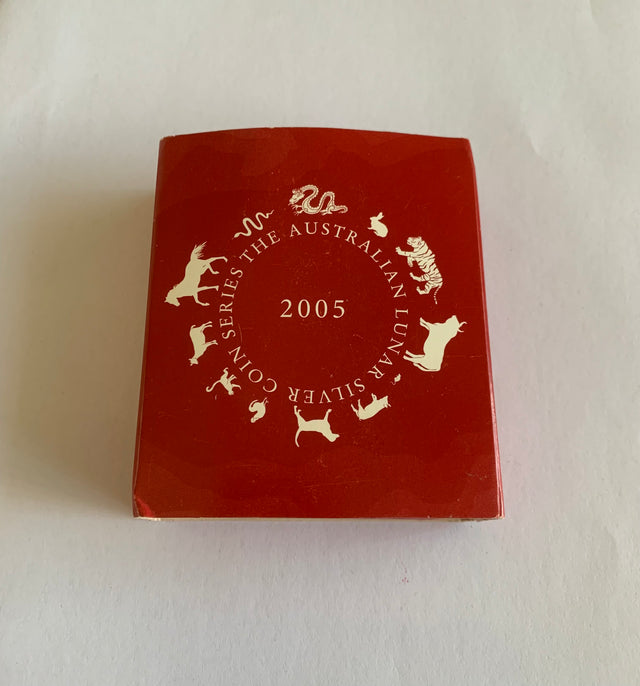 THE AUSTRALIAN LUNAR SILVER COIN SERIES
2005